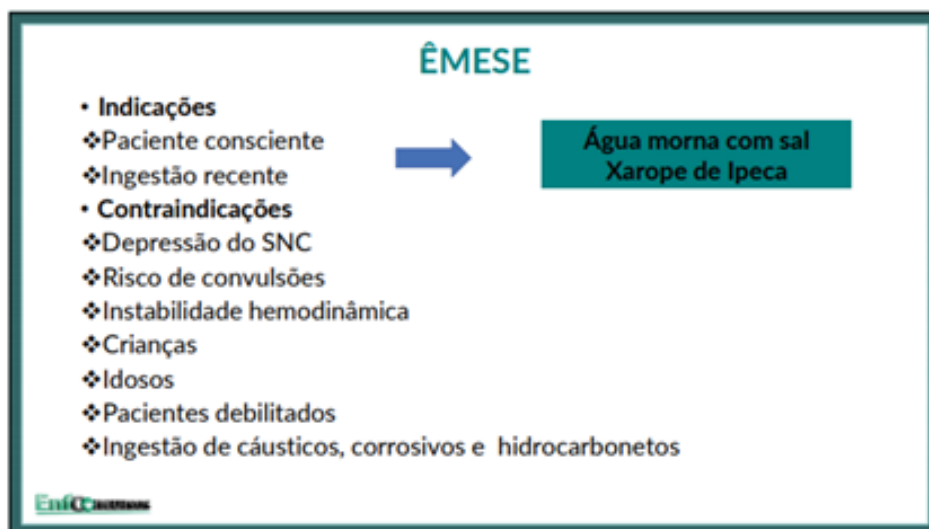 ÊMESE
• Indicações
❖Paciente consciente
❖Ingestão recente
Água morna com sal
Xarope de Ipeca
• Contraindicações
❖Depressão do SNC
❖Risco de convulsões
❖Instabilidade hemodinâmica
❖Crianças
❖Idosos
❖Pacientes debilitados
❖Ingestão de cáusticos, corrosivos e hidrocarbonetos